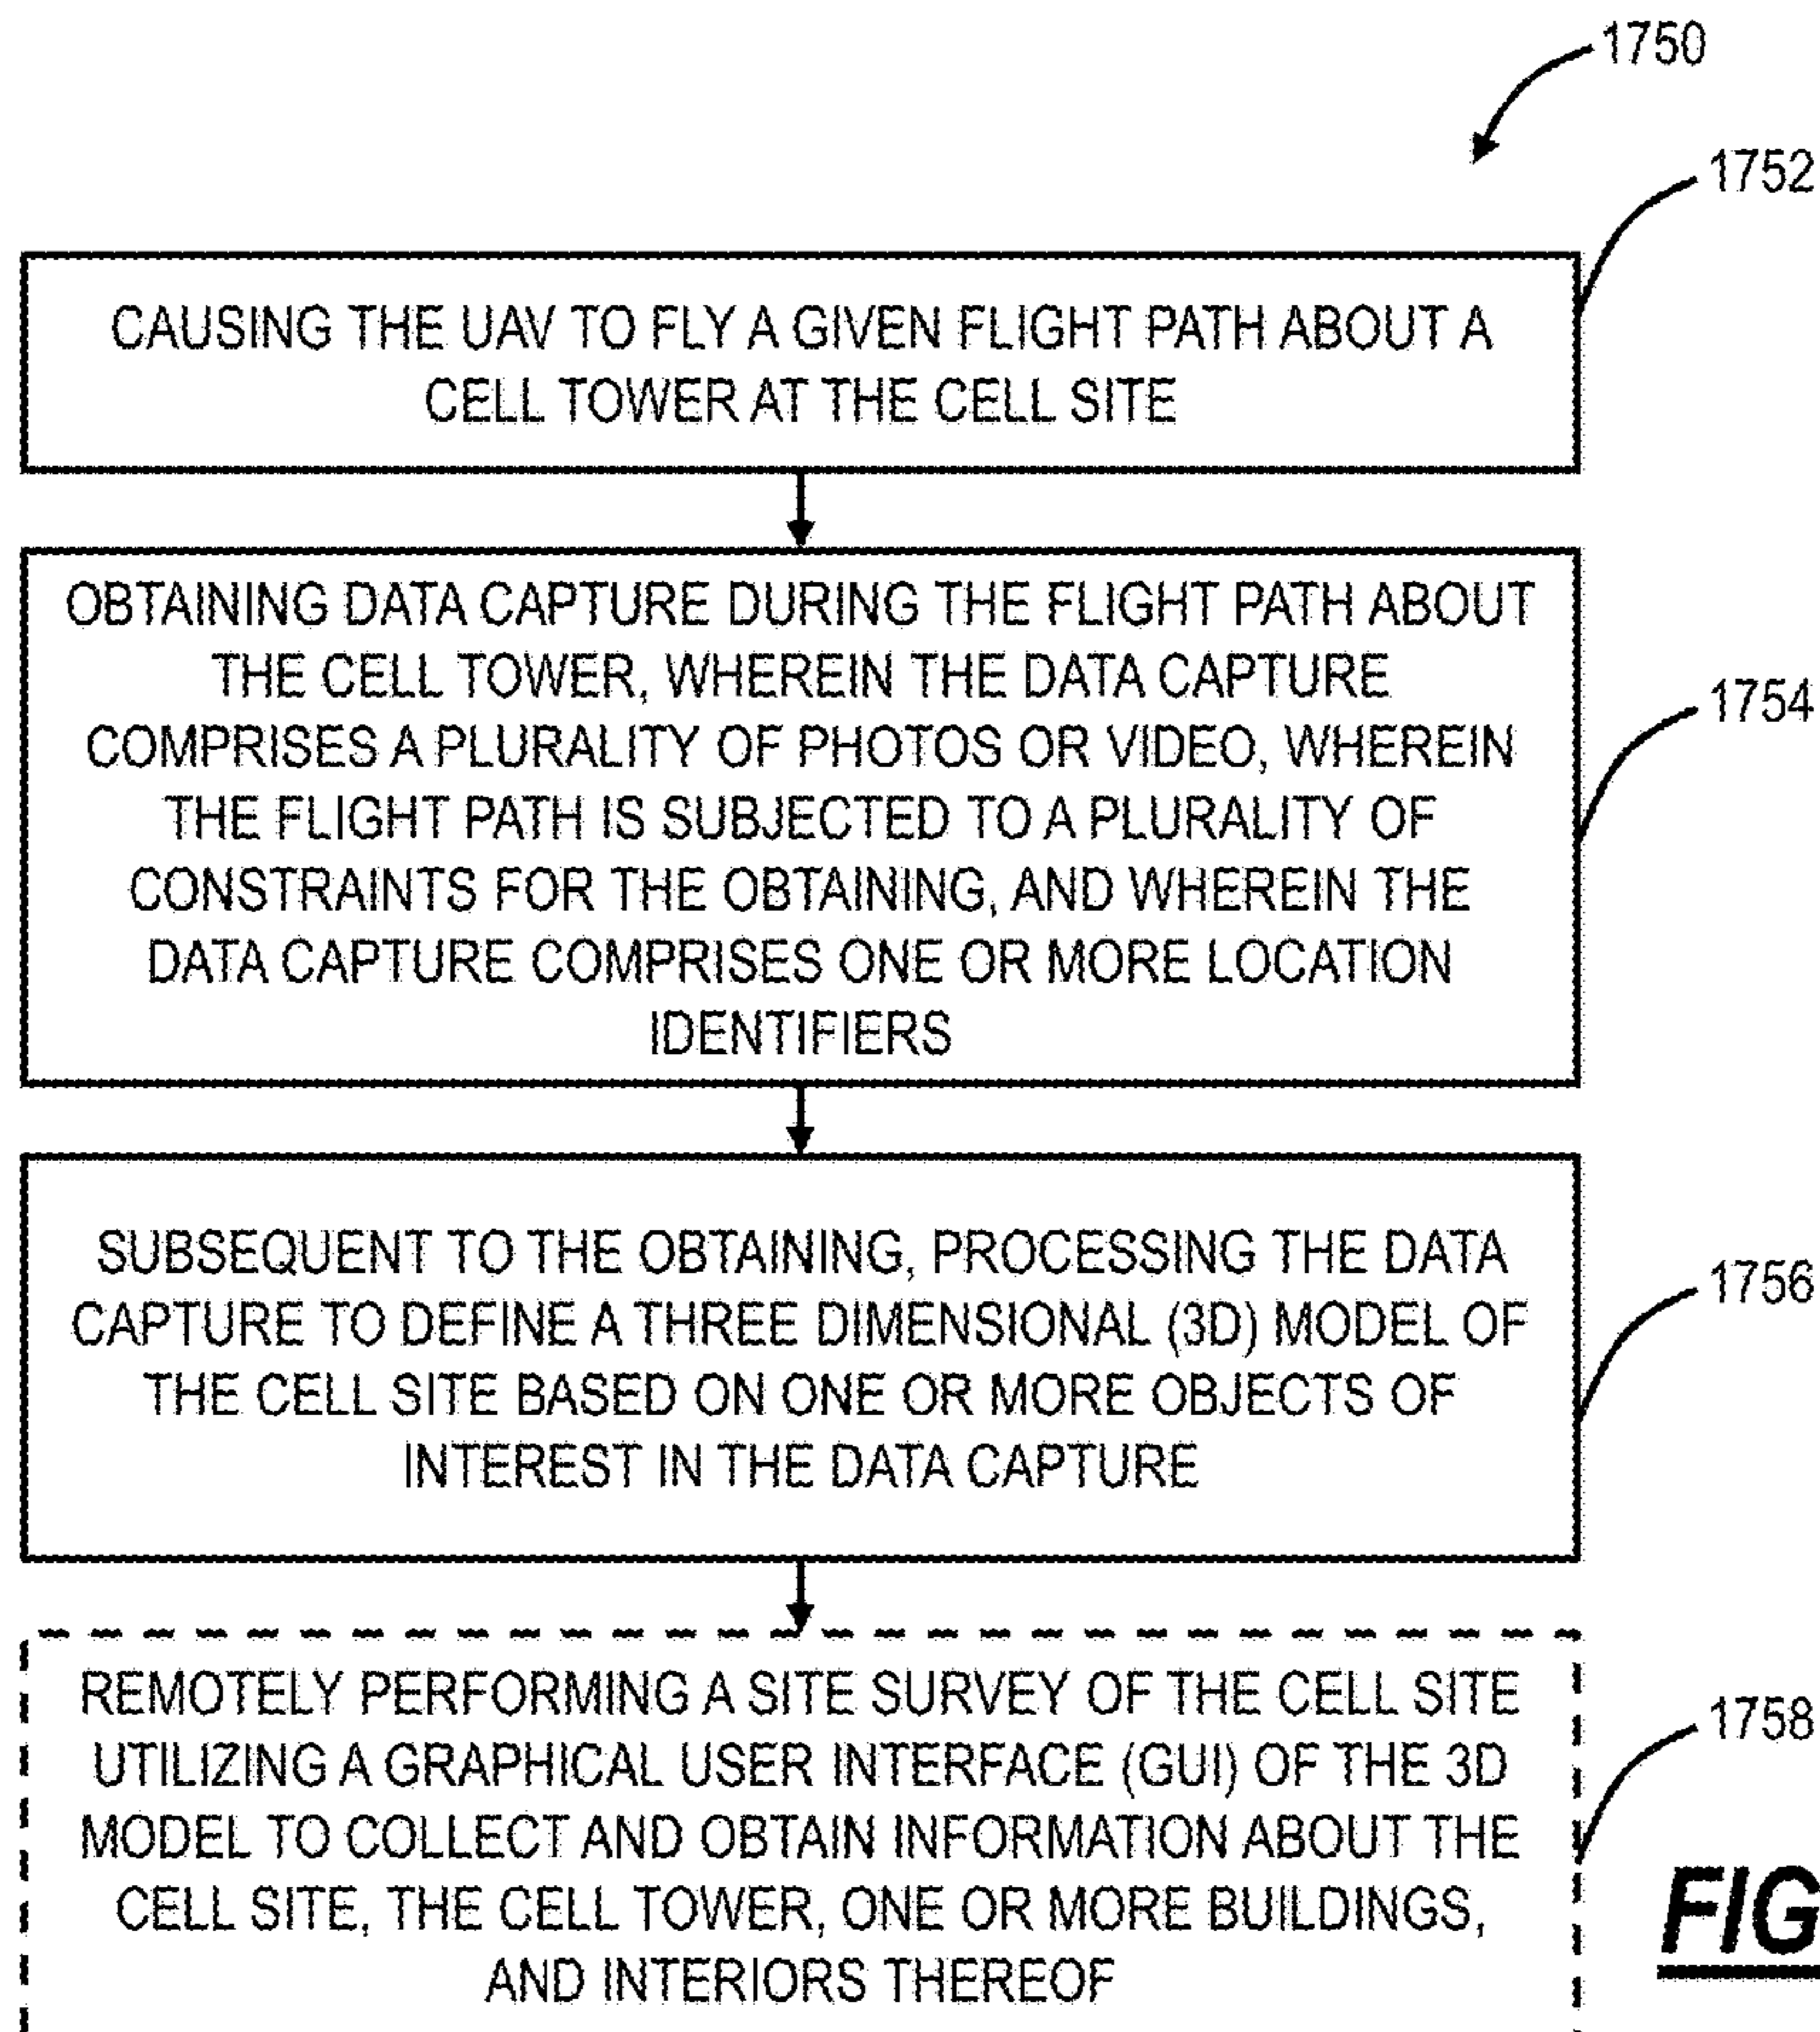 1750
1752
CAUSING THE UAV TO FLY A GIVEN FLIGHT PATH ABOUT A
CELL TOWER AT THE CELL SITE
OBTAINING DATA CAPTURE DURING THE FLIGHT PATH ABOUT
THE CELL TOWER, WHEREIN THE DATA CAPTURE
COMPRISES A PLURALITY OF PHOTOS OR VIDEO, WHEREIN
THE FLIGHT PATH IS SUBJECTED TO A PLURALITY OF
CONSTRAINTS FOR THE OBTAINING, AND WHEREIN THE
DATA CAPTURE COMPRISES ONE OR MORE LOCATION
IDENTIFIERS
1754
SUBSEQUENT TO THE OBTAINING, PROCESSING THE DATA
CAPTURE TO DEFINE A THREE DIMENSIONAL (3D) MODEL OF
THE CELL SITE BASED ON ONE OR MORE OBJECTS OF
INTEREST IN THE DATA CAPTURE
1756
REMOTELY PERFORMING A SITE SURVEY OF THE CELL SITE
UTILIZING A GRAPHICAL USER INTERFACE (GUI) OF THE 3D
MODEL TO COLLECT AND OBTAIN INFORMATION ABOUT THE
CELL SITE, THE CELL TOWER, ONE OR MORE BUILDINGS,
AND INTERIORS THEREOF
1758
FIG